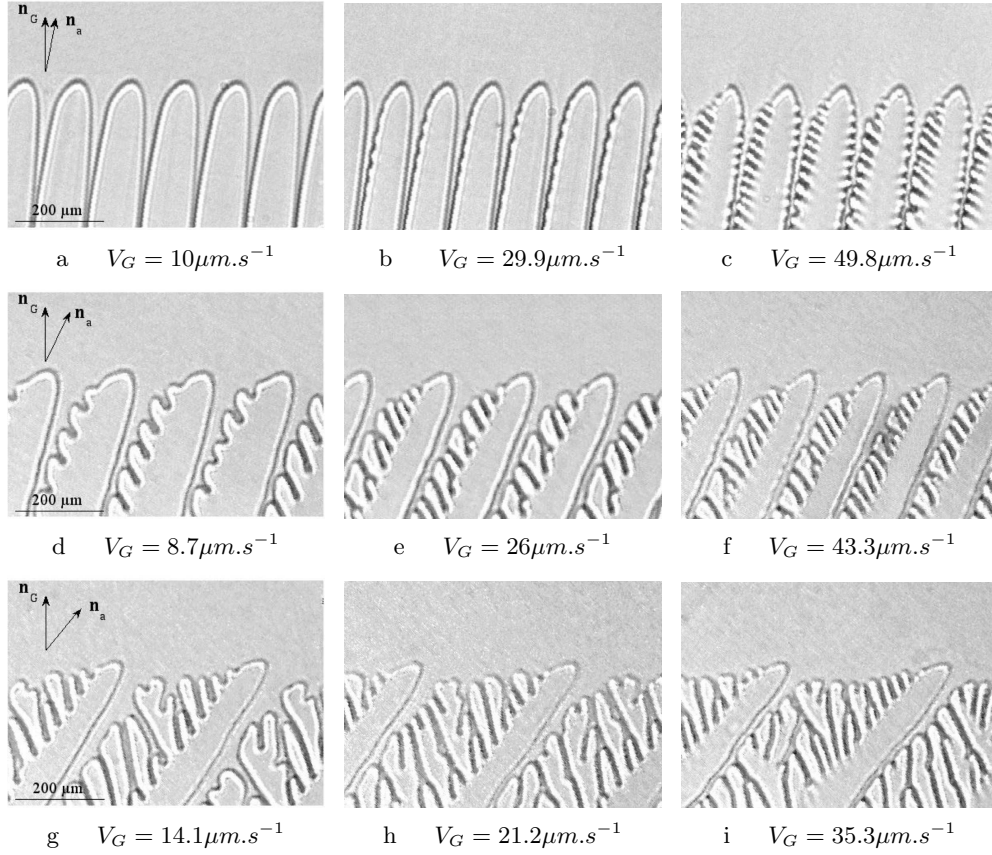 n_G n_a
200 µm
a V_G = 10µm.s⁻¹
b V_G = 29.9µm.s⁻¹
c V_G = 49.8µm.s⁻¹
n_G n_a
200 µm
d V_G = 8.7µm.s⁻¹
e V_G = 26µm.s⁻¹
f V_G = 43.3µm.s⁻¹
n_G n_a
200 µm
g V_G = 14.1µm.s⁻¹
h V_G = 21.2µm.s⁻¹
i V_G = 35.3µm.s⁻¹